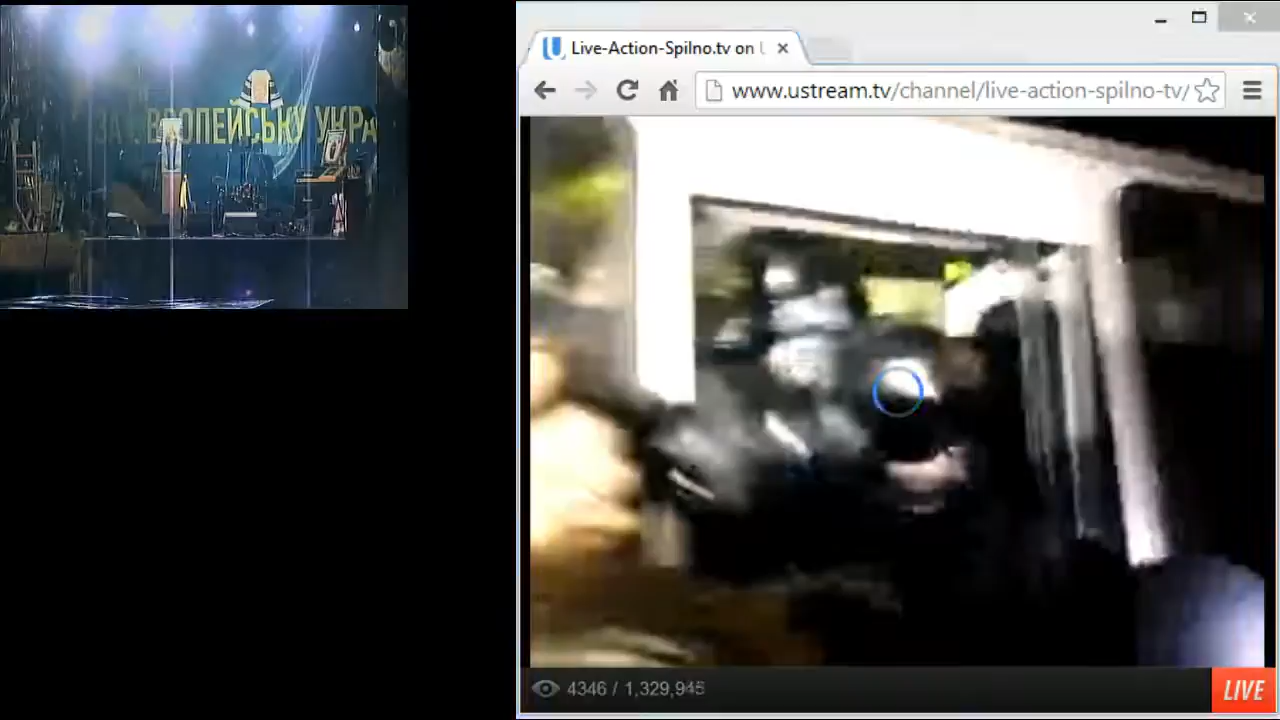 ЄВРОПЕЙСЬКУ УКРА
Live-Action-Spilno.tv on
www.ustream.tv/channel/live-action-spilno-tv/
4346 / 1,329,945
LIVE